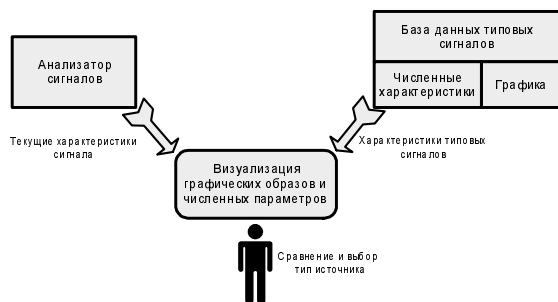 Анализатор
сигналов
База данных типовых
сигналов
Численные
характеристики
Графика
Текущие характеристики
сигнала
Характеристики типовых
сигналов
Визуализация
графических образов и
численных параметров
Сравнение и выбор
тип источника